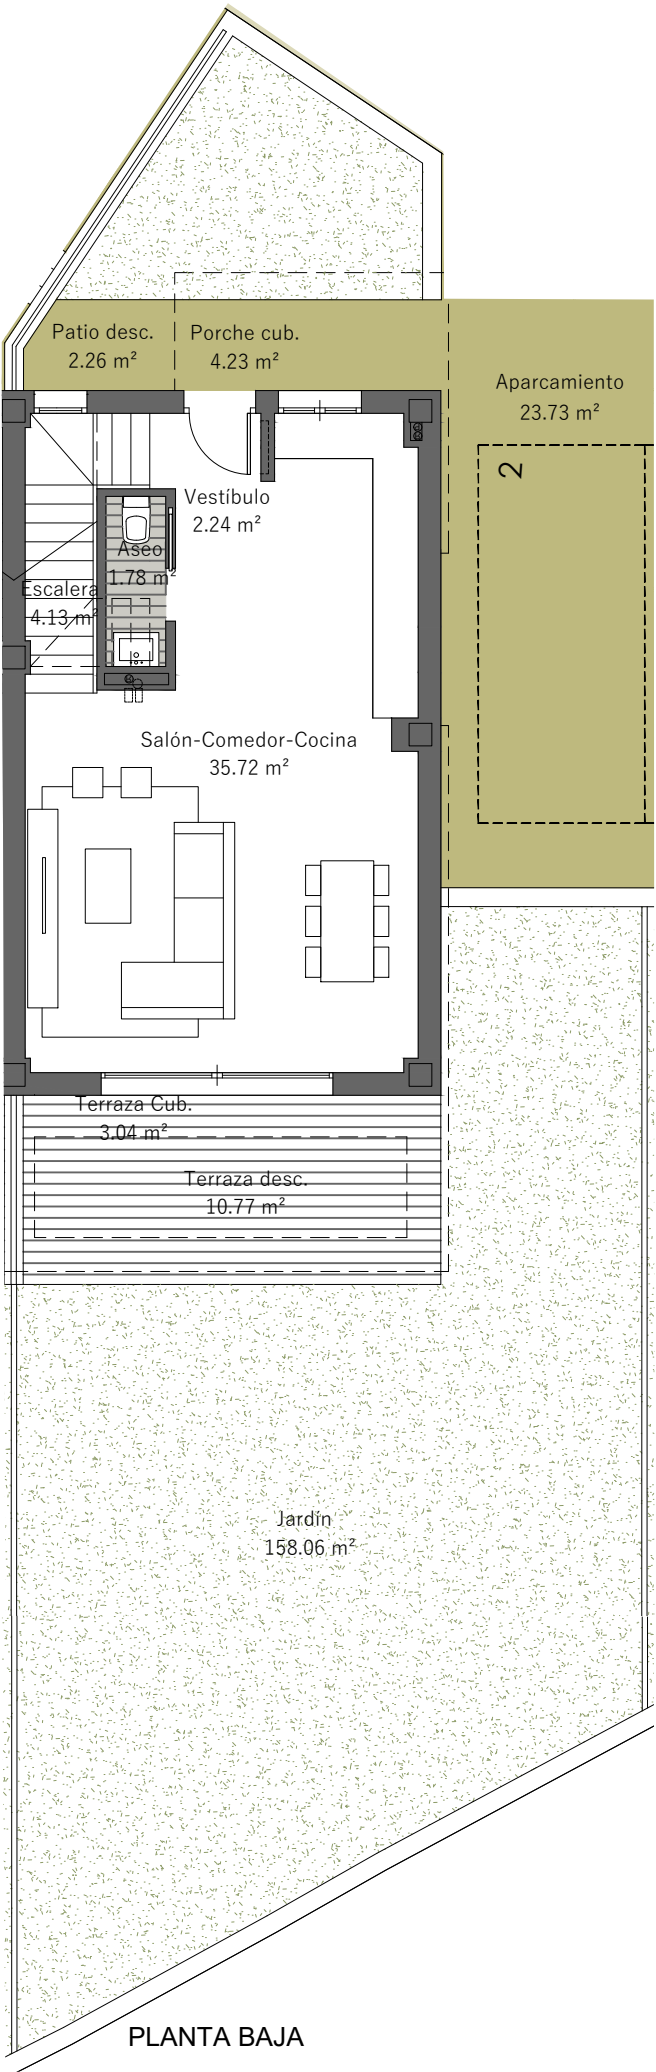 Patio desc.
2.26 m²
Porche cub.
4.23 m²
Aparcamiento
23.73 m²
2
Vestíbulo
2.24 m²
Aseo
1.78 m²
Escalera
4.13 m²
Salón-Comedor-Cocina
35.72 m²
Terraza Cub.
3.04 m²
Terraza desc.
10.77 m²
Jardín
158.06 m²
PLANTA BAJA